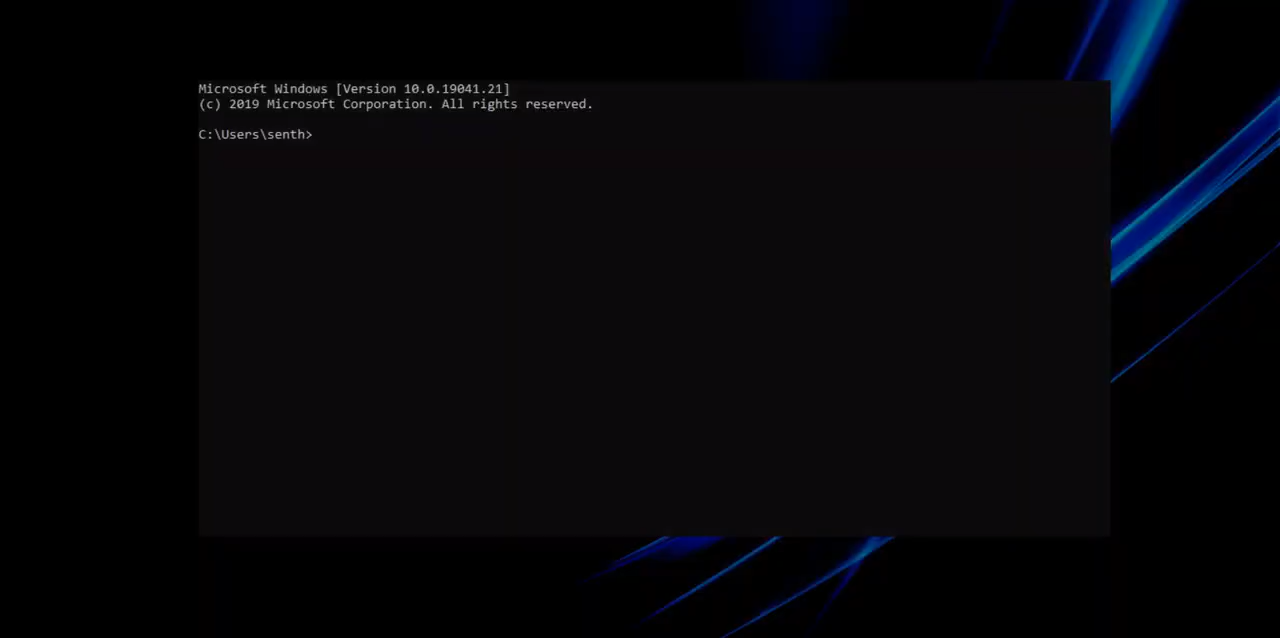 Microsoft Windows [Version 10.0.19041.21]
(c) 2019 Microsoft Corporation. All rights reserved.
C:\Users\senth>